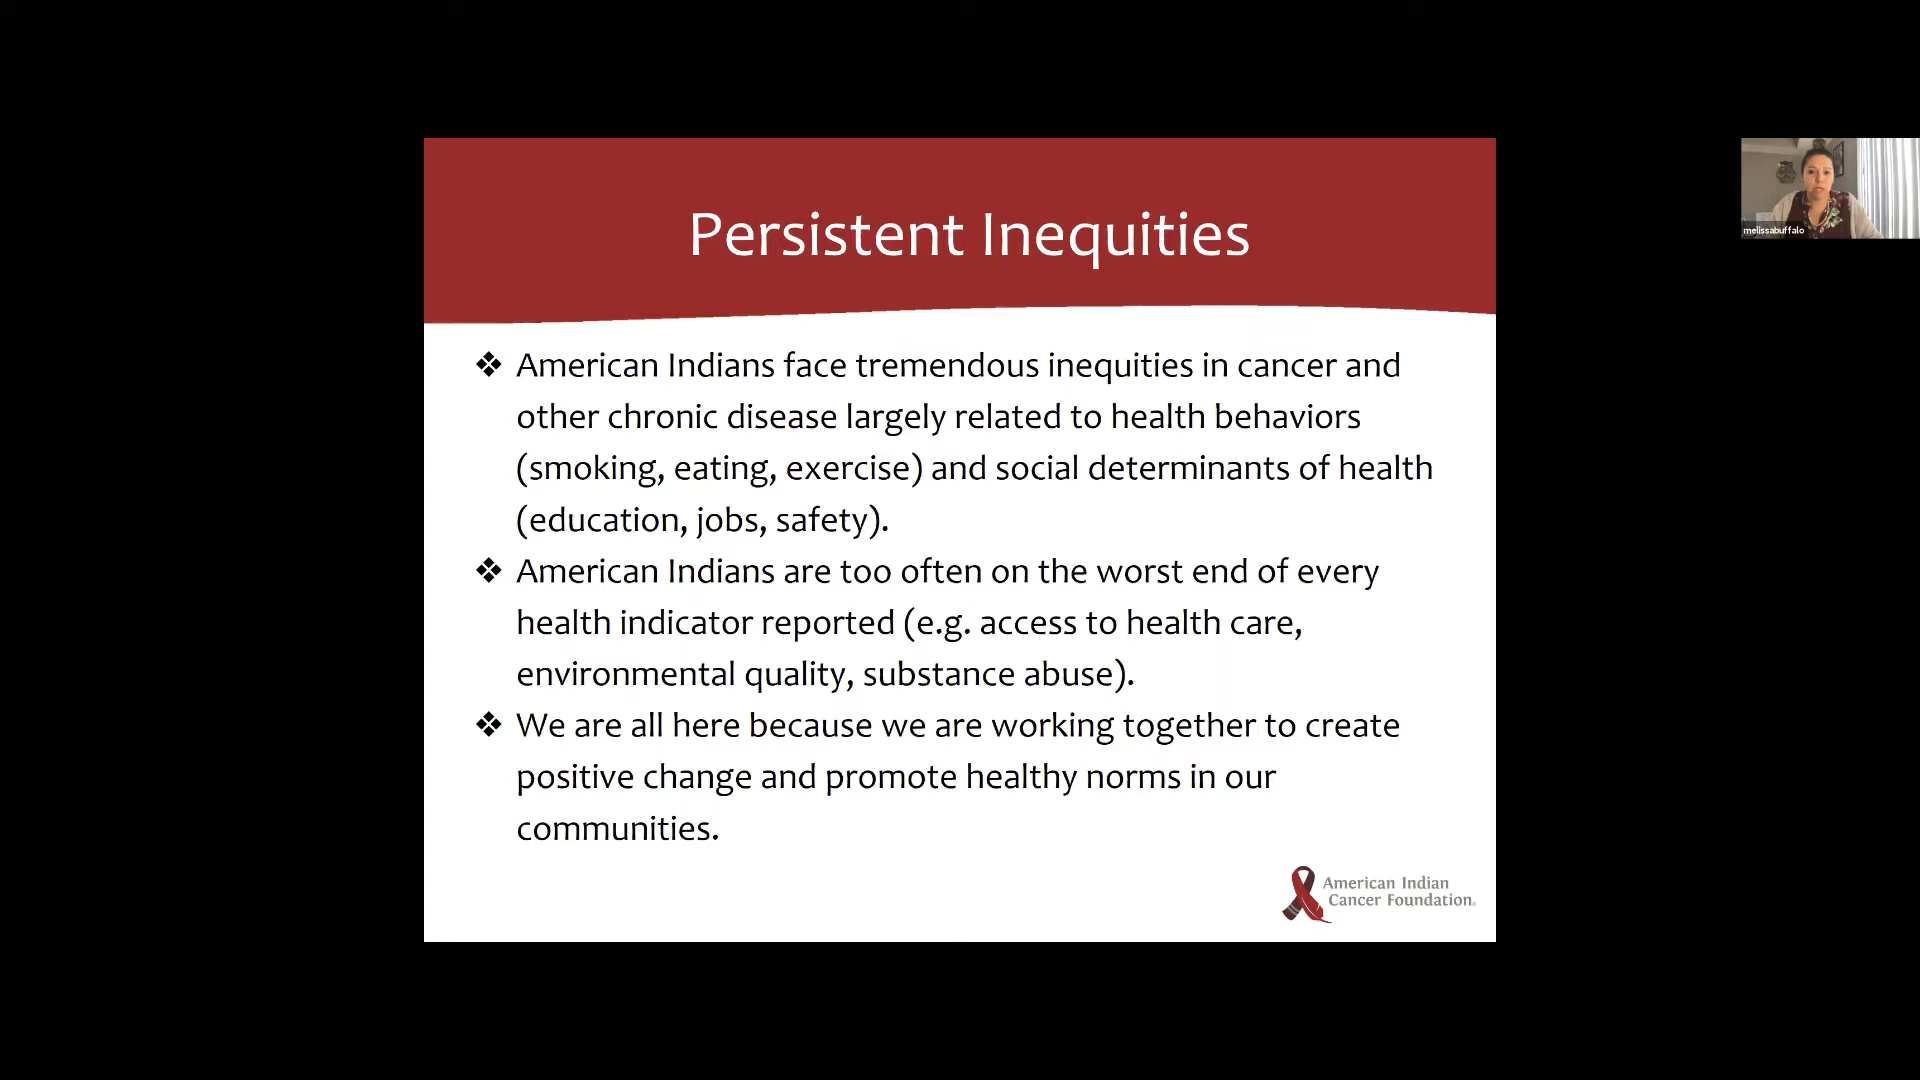 Persistent Inequities
❖ American Indians face tremendous inequities in cancer and
other chronic disease largely related to health behaviors
(smoking, eating, exercise) and social determinants of health
(education, jobs, safety).
❖ American Indians are too often on the worst end of every
health indicator reported (e.g. access to health care,
environmental quality, substance abuse).
❖ We are all here because we are working together to create
positive change and promote healthy norms in our
communities.
American Indian
Cancer Foundation®
melissabuffalo